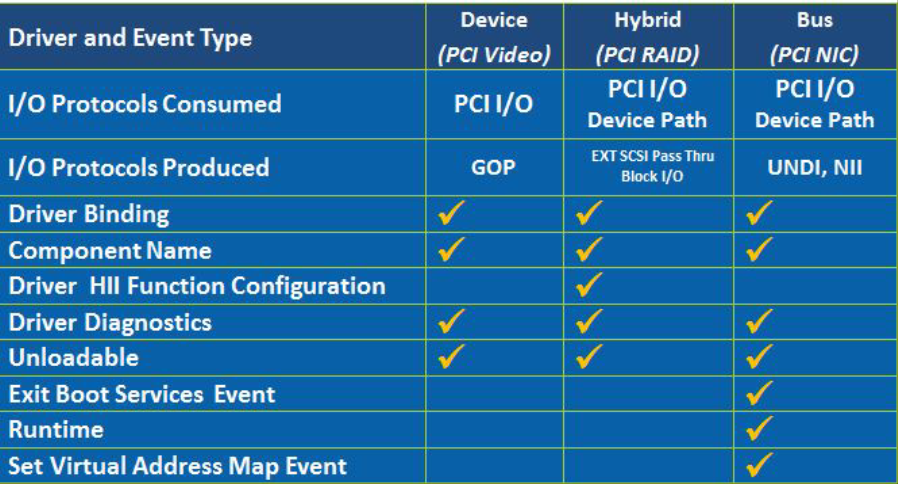 Driver and Event Type
Device
(PCI Video)
Hybrid
(PCI RAID)
Bus
(PCI NIC)
I/O Protocols Consumed
PCI I/O
PCI I/O
Device Path
PCI I/O
Device Path
I/O Protocols Produced
GOP
EXT SCSI Pass Thru
Block I/O
UNDI, NII
Driver Binding ✓ ✓ ✓
Component Name ✓ ✓ ✓
Driver HII Function Configuration ✓
Driver Diagnostics ✓ ✓ ✓
Unloadable ✓ ✓ ✓
Exit Boot Services Event ✓
Runtime ✓
Set Virtual Address Map Event ✓